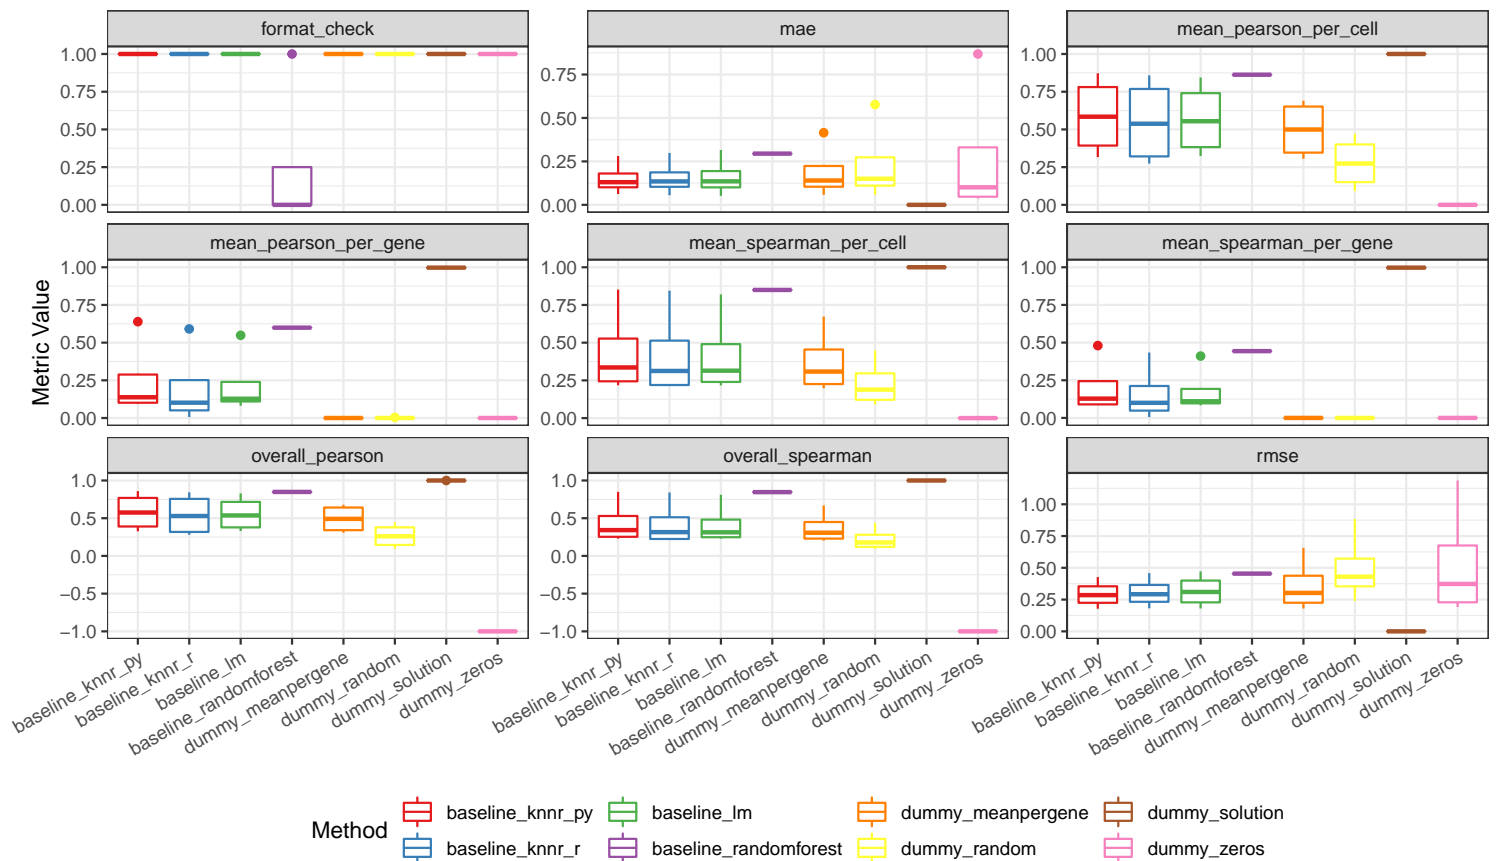 format_check
mae
mean_pearson_per_cell
1.00
0.75
0.50
0.25
0.00
0.75
0.50
0.25
0.00
1.00
0.75
0.50
0.25
0.00
mean_pearson_per_gene
mean_spearman_per_cell
mean_spearman_per_gene
Metric Value
1.00
0.75
0.50
0.25
0.00
1.00
0.75
0.50
0.25
0.00
1.00
0.75
0.50
0.25
0.00
overall_pearson
overall_spearman
rmse
1.0
0.5
0.0
−0.5
−1.0
1.0
0.5
0.0
−0.5
−1.0
1.00
0.75
0.50
0.25
0.00
baseline_knnr_py
baseline_knnr_r
baseline_lm
baseline_randomforest
dummy_meanpergene
dummy_random
dummy_solution
dummy_zeros
baseline_knnr_py
baseline_knnr_r
baseline_lm
baseline_randomforest
dummy_meanpergene
dummy_random
dummy_solution
dummy_zeros
baseline_knnr_py
baseline_knnr_r
baseline_lm
baseline_randomforest
dummy_meanpergene
dummy_random
dummy_solution
dummy_zeros
Method
baseline_knnr_py
baseline_knnr_r
baseline_lm
baseline_randomforest
dummy_meanpergene
dummy_random
dummy_solution
dummy_zeros